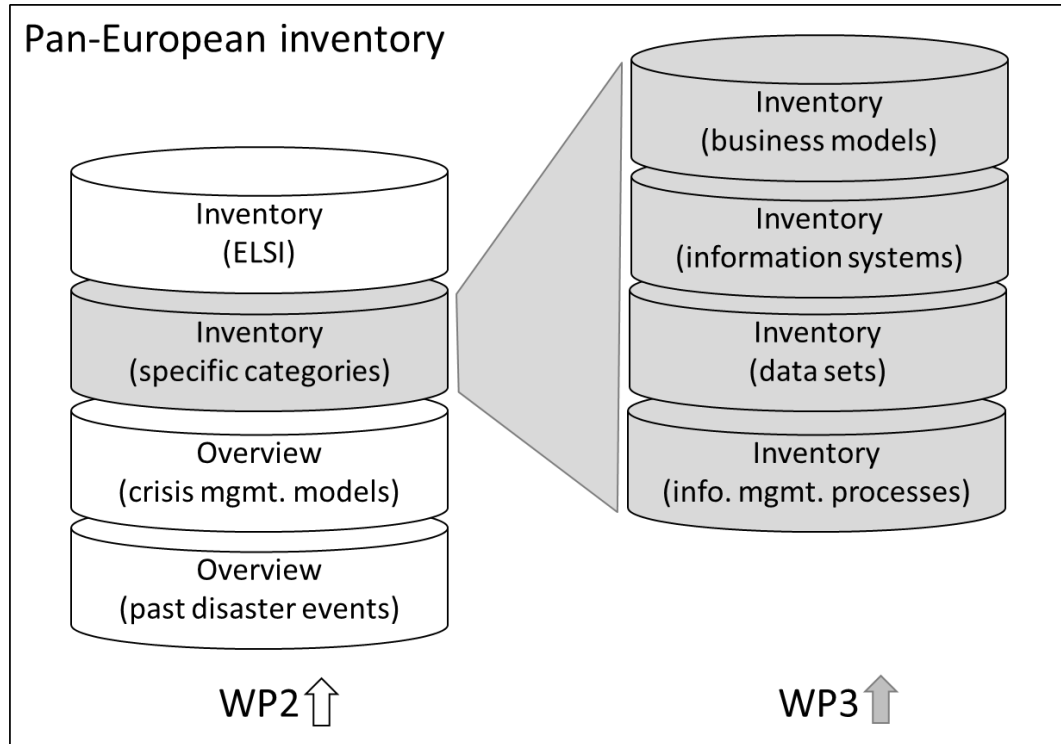 Pan-European inventory
Inventory
(ELSI)
Inventory
(specific categories)
Overview
(crisis mgmt. models)
Overview
(past disaster events)
WP2
Inventory
(business models)
Inventory
(information systems)
Inventory
(data sets)
Inventory
(info. mgmt. processes)
WP3